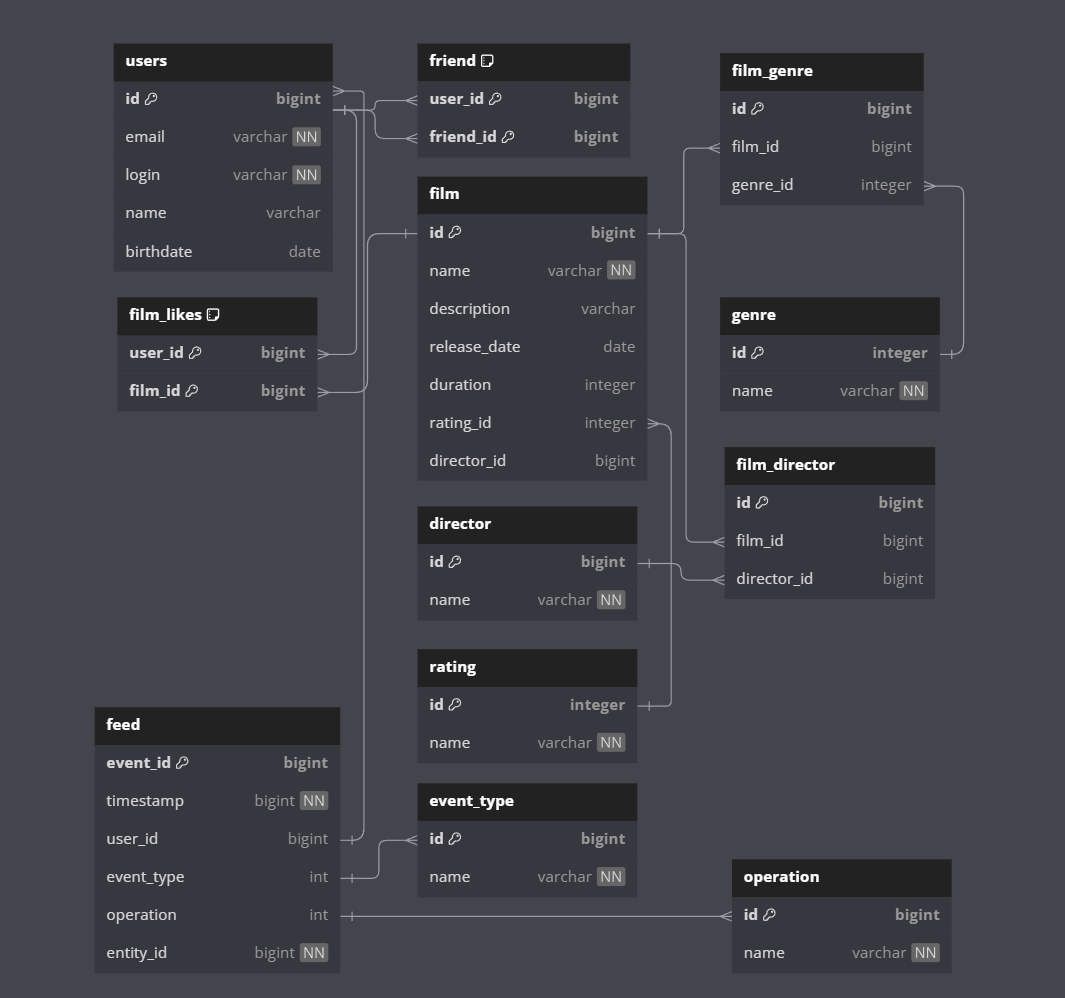 users
id bigint
email varchar NN
login varchar NN
name varchar
birthdate date
friend
user_id bigint
friend_id bigint
film_genre
id bigint
film_id bigint
genre_id integer
film
id bigint
name varchar NN
description varchar
release_date date
duration integer
rating_id integer
director_id bigint
film_likes
user_id bigint
film_id bigint
genre
id integer
name varchar NN
film_director
id bigint
film_id bigint
director_id bigint
director
id bigint
name varchar NN
rating
id integer
name varchar NN
feed
event_id bigint
timestamp bigint NN
user_id bigint
event_type int
operation int
entity_id bigint NN
event_type
id bigint
name varchar NN
operation
id bigint
name varchar NN